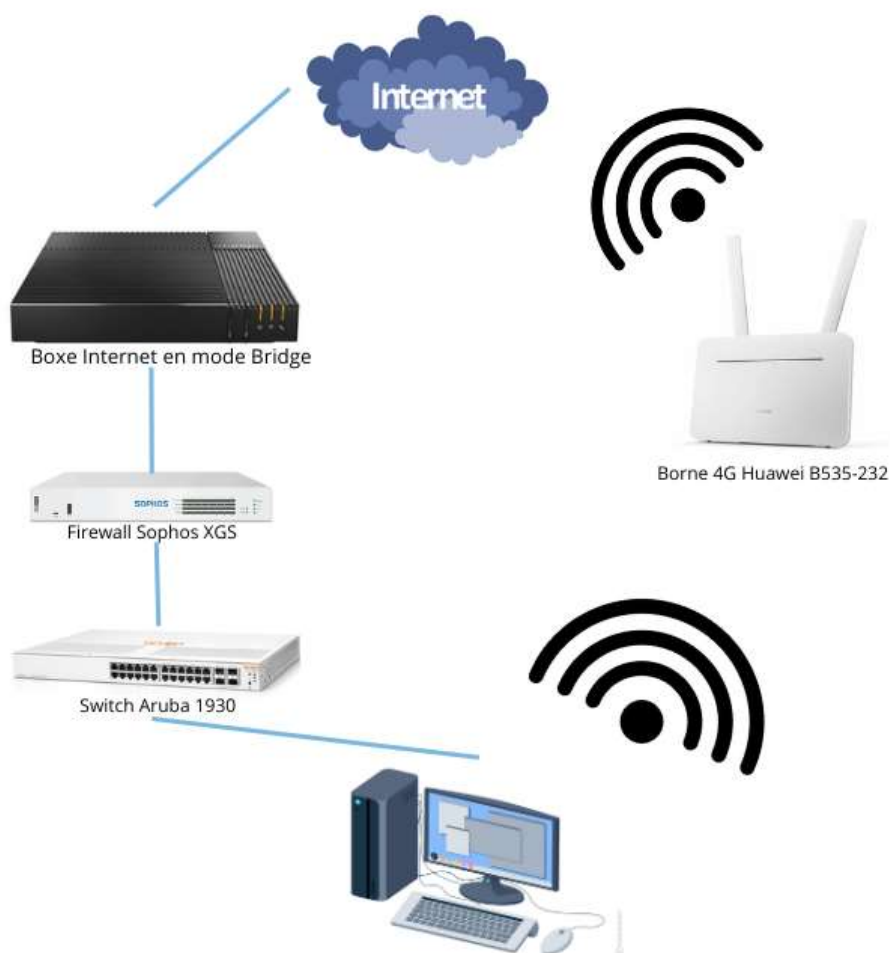 Internet
Boxe Internet en mode Bridge
Borne 4G Huawei B535-232
SOPHOS
Firewall Sophos XGS
Switch Aruba 1930